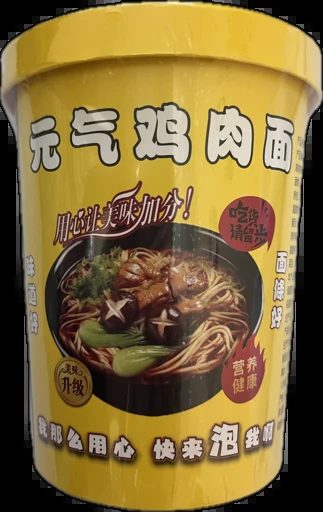 元气鸡肉面
用心让美味加分!
吃货
请留步
味道好
面條好
美味
升级
营养
健康
我那么用心 快来泡我啊